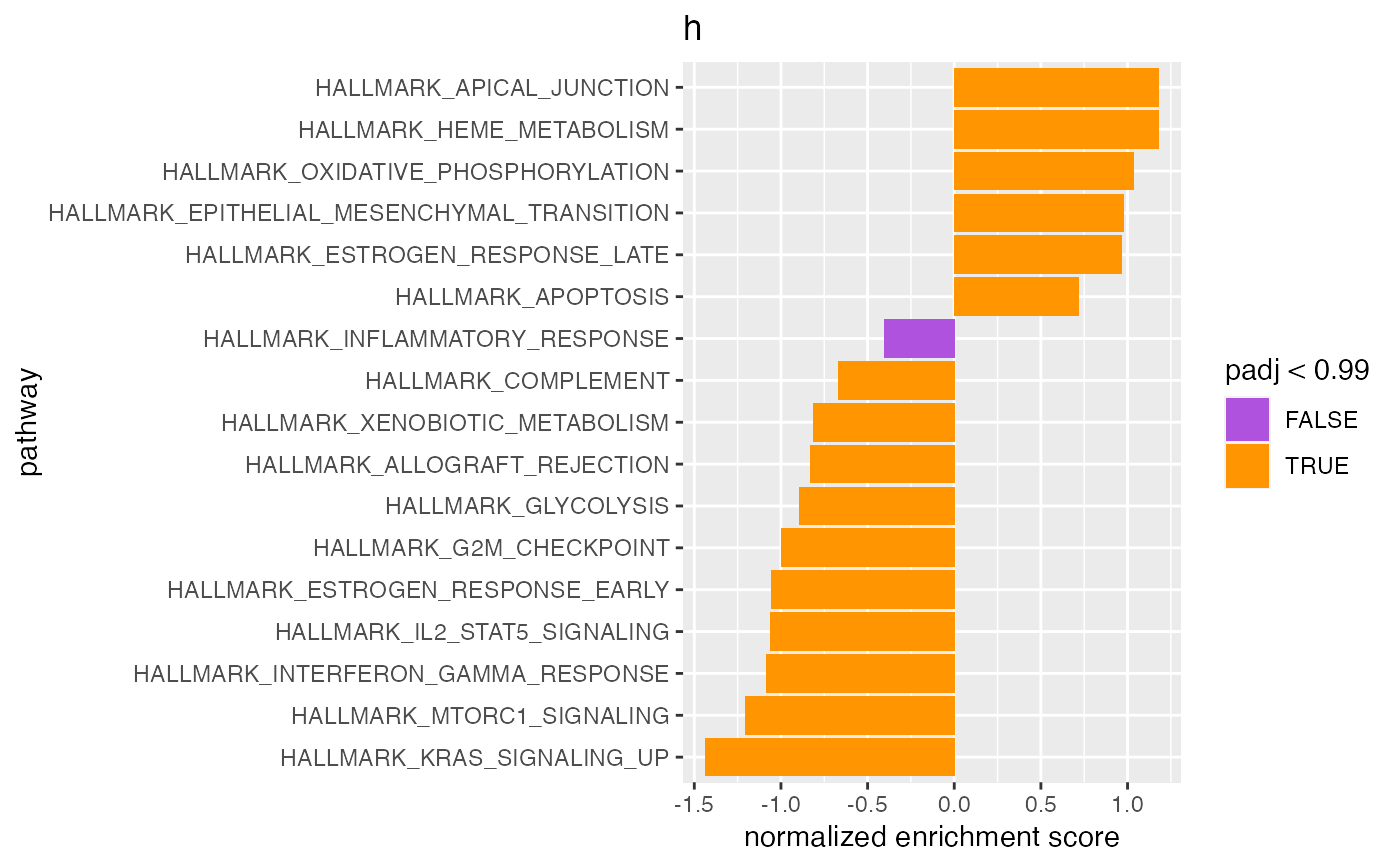 h
HALLMARK_APICAL_JUNCTION
HALLMARK_HEME_METABOLISM
HALLMARK_OXIDATIVE_PHOSPHORYLATION
HALLMARK_EPITHELIAL_MESENCHYMAL_TRANSITION
HALLMARK_ESTROGEN_RESPONSE_LATE
HALLMARK_APOPTOSIS
HALLMARK_INFLAMMATORY_RESPONSE
HALLMARK_COMPLEMENT
HALLMARK_XENOBIOTIC_METABOLISM
HALLMARK_ALLOGRAFT_REJECTION
HALLMARK_GLYCOLYSIS
HALLMARK_G2M_CHECKPOINT
HALLMARK_ESTROGEN_RESPONSE_EARLY
HALLMARK_IL2_STAT5_SIGNALING
HALLMARK_INTERFERON_GAMMA_RESPONSE
HALLMARK_MTORC1_SIGNALING
HALLMARK_KRAS_SIGNALING_UP
pathway
-1.5 -1.0 -0.5 0.0 0.5 1.0
normalized enrichment score
padj < 0.99
FALSE
TRUE